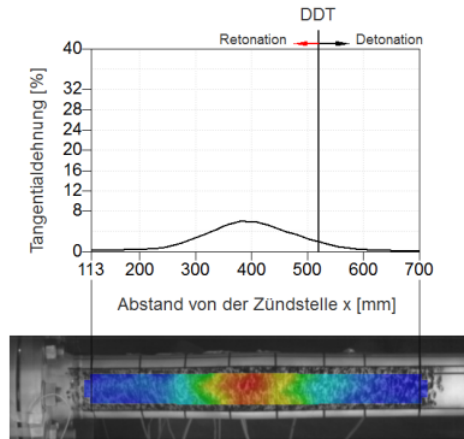 DDT
Retonation Detonation
Tangentialdehnung [%]
40
32
28
24
20
16
12
8
0
113 200 300 400 500 600 700
Abstand von der Zündstelle x [mm]